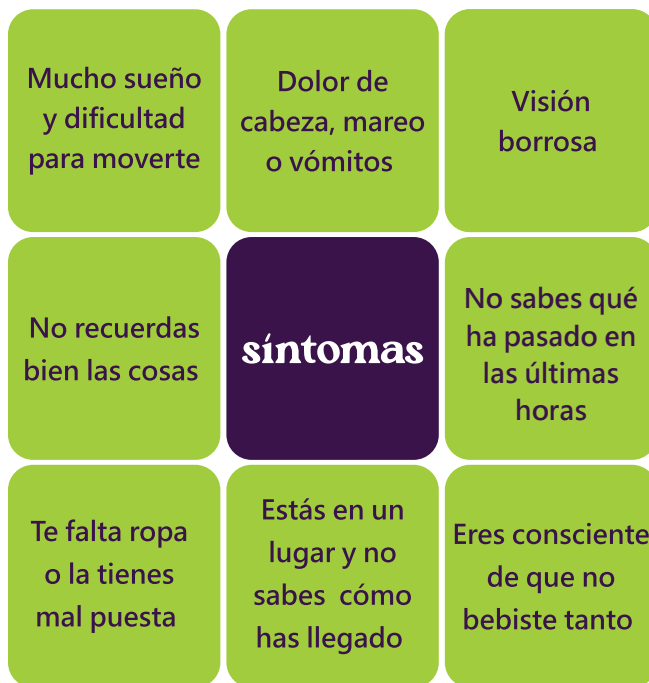 Mucho sueño
y dificultad
para moverte
Dolor de
cabeza, mareo
o vómitos
Visión
borrosa
No recuerdas
bien las cosas
síntomas
No sabes qué
ha pasado en
las últimas
horas
Te falta ropa
o la tienes
mal puesta
Estás en un
lugar y no
sabes cómo
has llegado
Eres consciente
de que no
bebiste tanto